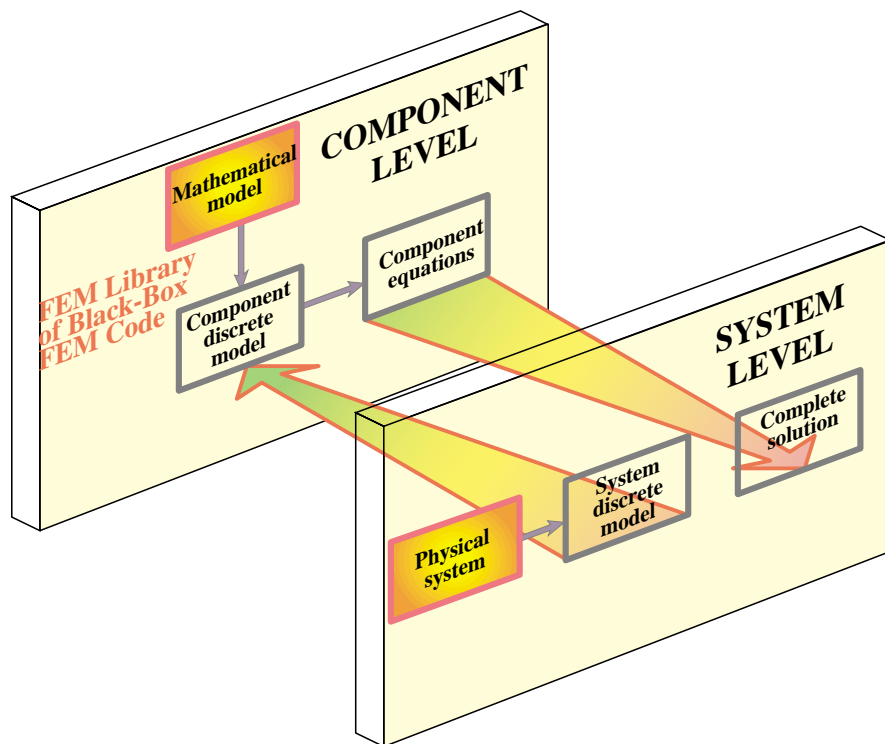 COMPONENT
LEVEL
Mathematical
model
Component
equations
FEM Library
of Black-Box
FEM Code
Component
discrete
model
SYSTEM
LEVEL
Complete
solution
System
discrete
model
Physical
system